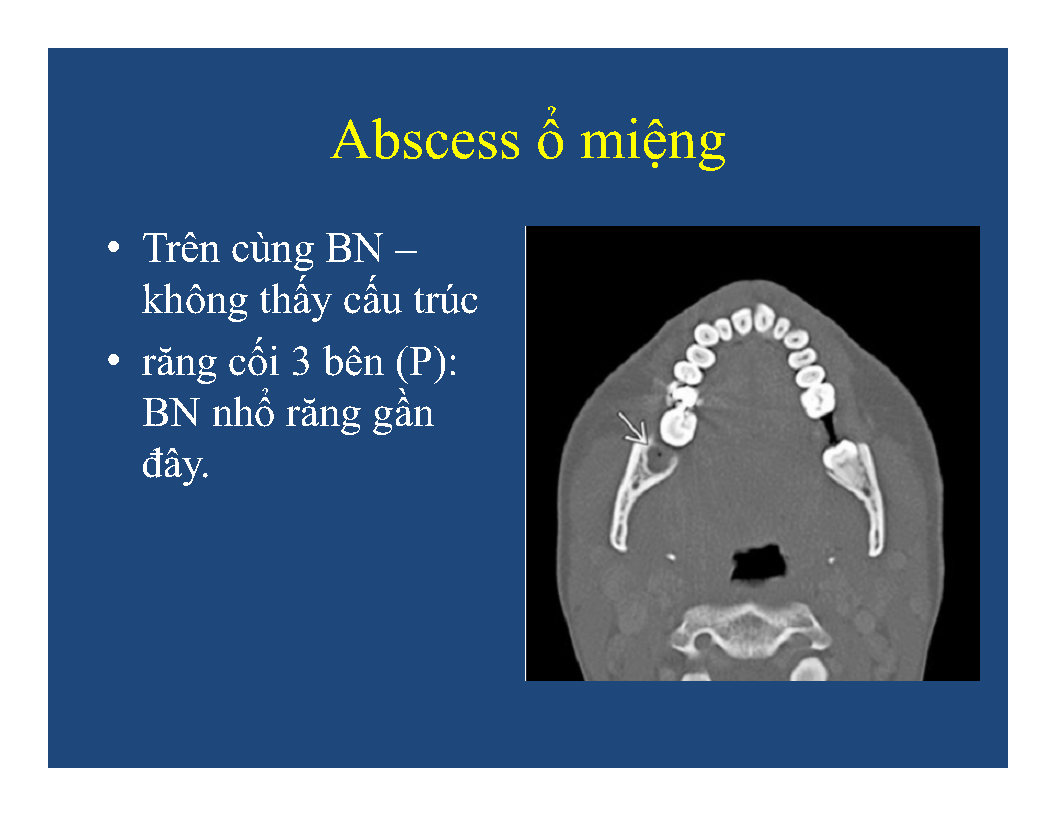 Abscess ổ miệng
• Trên cùng BN –
không thấy cấu trúc
• răng cối 3 bên (P):
BN nhổ răng gần
đây.